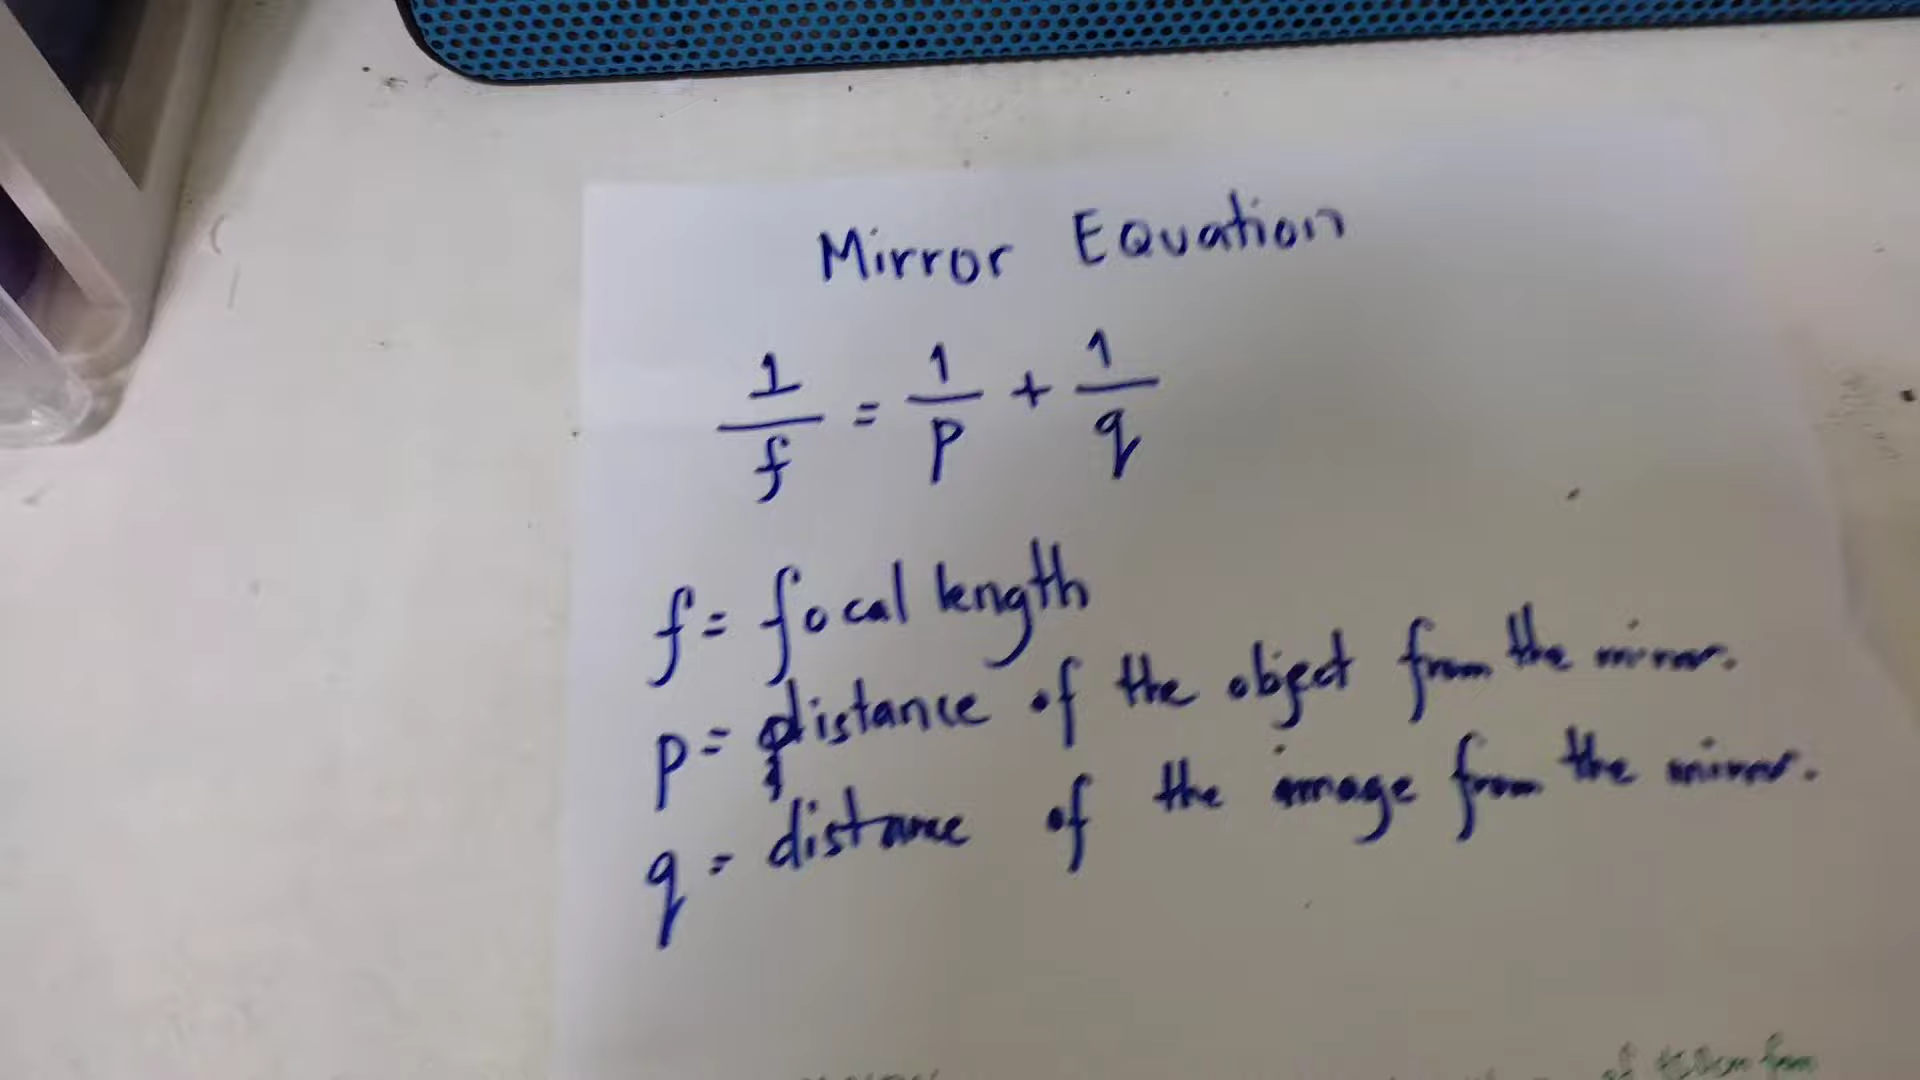 Mirror Equation
1/f = 1/p + 1/q
f = focal length
p = distance of the object from the mirror.
q = distance of the image from the mirror.